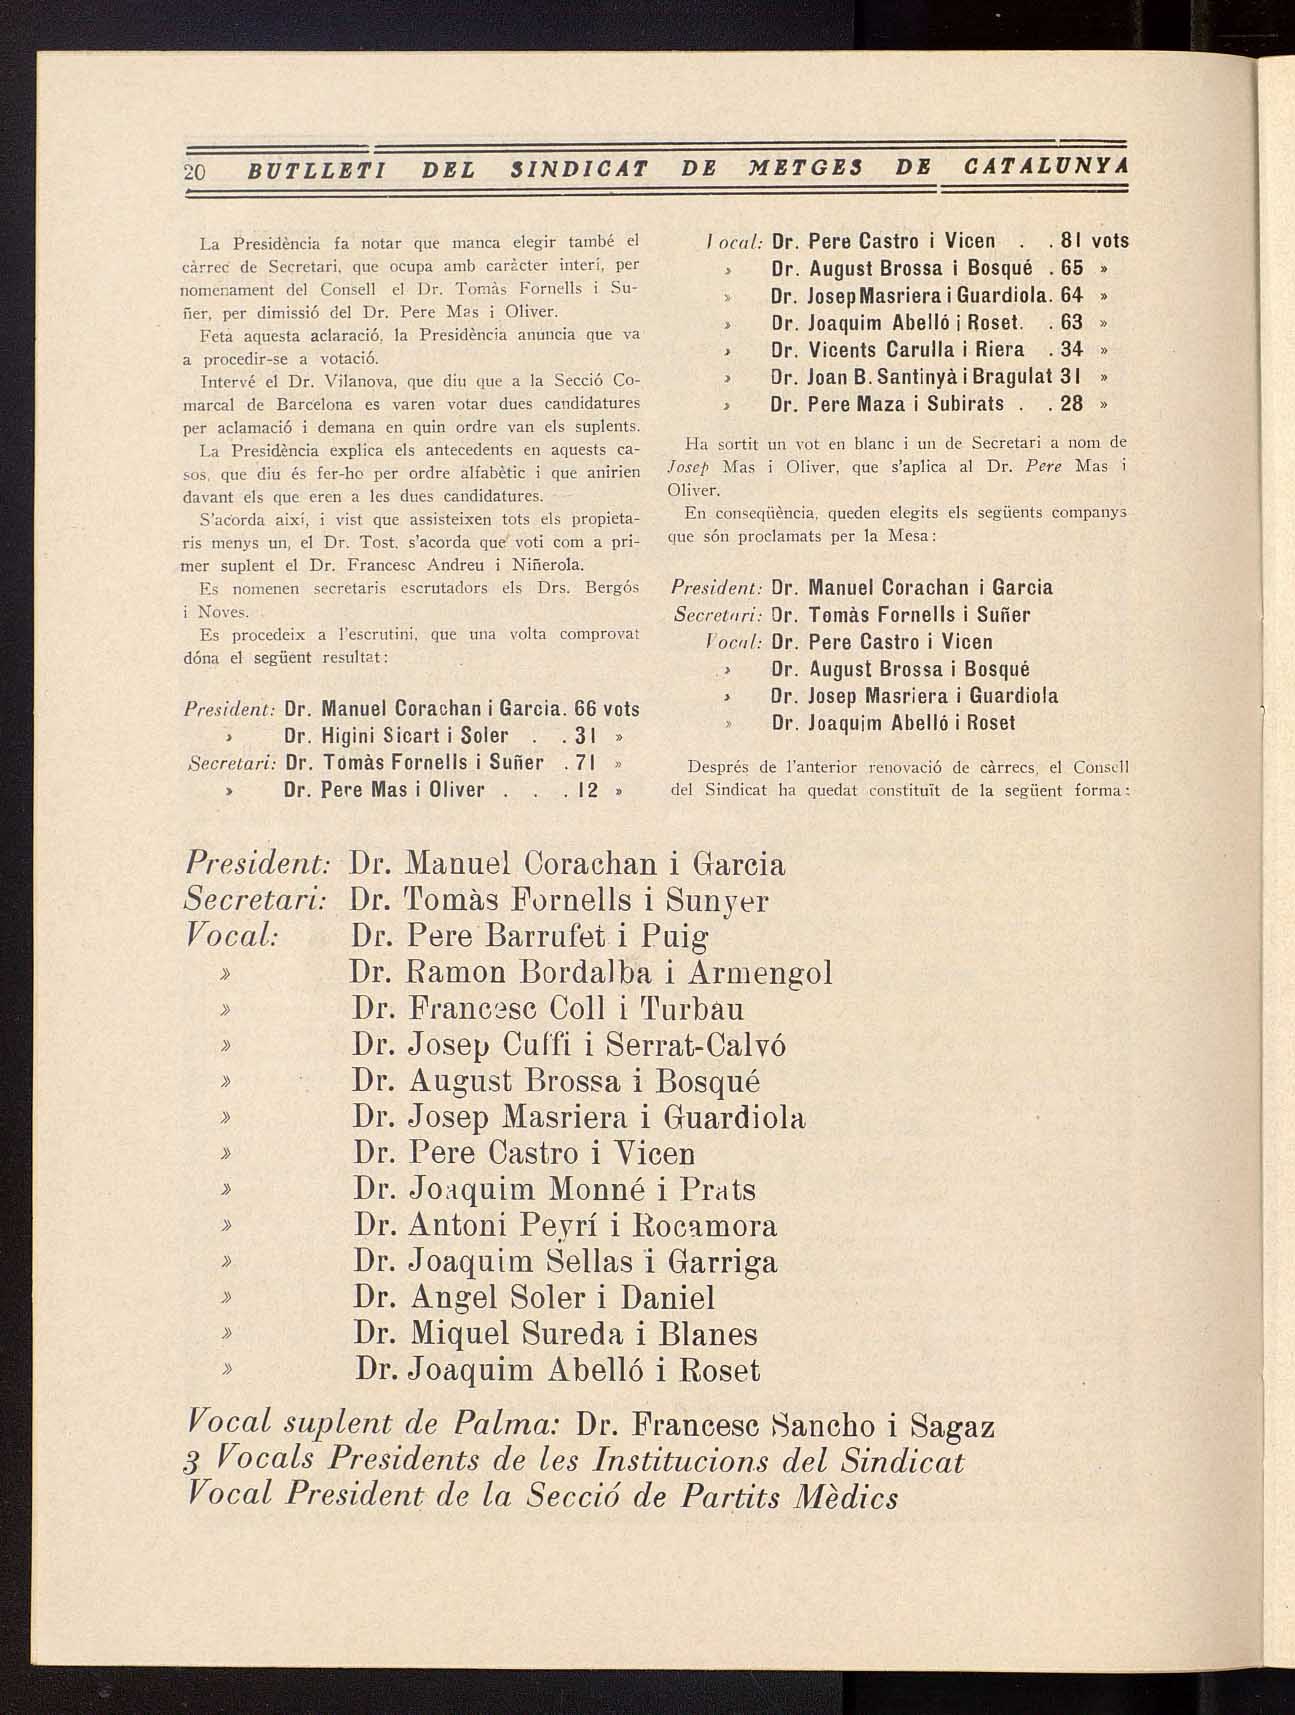 20 BUTLLETI DEL SINDICAT DE METGES DE CATALUNYA
La Presidència fa notar que manca elegir també el
càrrec de Secretari, que ocupa amb caràcter interí, per
nomenament del Consell el Dr. Tomàs Fornells i Su-
ñer, per dimissió del Dr. Pere Mas i Oliver.
Feta aquesta aclaració, la Presidència anuncia que va
a procedir-se a votació.
Intervé el Dr. Vilanova, que diu que a la Secció Co-
marcal de Barcelona es varen votar dues candidatures
per aclamació i demana en quin ordre van els suplents.
La Presidència explica els antecedents en aquests ca-
sos, que diu és fer-ho per ordre alfabètic i que anirien
davant els que eren a les dues candidatures.
S'acorda així, i vist que assisteixen tots els propieta-
ris menys un, el Dr. Tost, s'acorda que voti com a pri-
mer suplent el Dr. Francesc Andreu i Niñerola.
Es nomenen secretaris escrutadors els Drs. Bergós
i Noves.
Es procedeix a l'escrutini, que una volta comprovat
dóna el següent resultat:
President: Dr. Manuel Corachan i Garcia. 66 vots
» Dr. Higini Sicart i Soler . . 31 »
Secretari: Dr. Tomàs Fornells i Suñer . 71 »
» Dr. Pere Mas i Oliver . . . 12 »
Vocal: Dr. Pere Castro i Vicen . . 81 vots
» Dr. August Brossa i Bosqué . 65 »
» Dr. Josep Masriera i Guardiola. 64 »
» Dr. Joaquim Abelló i Roset. . 63 »
» Dr. Vicents Carulla i Riera . 34 »
» Dr. Joan B. Santinyà i Bragulat 31 »
» Dr. Pere Maza i Subirats . . 28 »
Ha sortit un vot en blanc i un de Secretari a nom de
Josep Mas i Oliver, que s'aplica al Dr. Pere Mas i
Oliver.
En conseqüència, queden elegits els següents companys
que són proclamats per la Mesa:
President: Dr. Manuel Corachan i Garcia
Secretari: Dr. Tomàs Fornells i Suñer
Vocal: Dr. Pere Castro i Vicen
» Dr. August Brossa i Bosqué
» Dr. Josep Masriera i Guardiola
» Dr. Joaquim Abelló i Roset
Després de l'anterior renovació de càrrecs, el Consell
del Sindicat ha quedat constituït de la següent forma:
President: Dr. Manuel Corachan i Garcia
Secretari: Dr. Tomàs Fornells i Sunyer
Vocal: Dr. Pere Barrufet i Puig
» Dr. Ramon Bordalba i Armengol
» Dr. Francesc Coll i Turbau
» Dr. Josep Cuffi i Serrat-Calvó
» Dr. August Brossa i Bosqué
» Dr. Josep Masriera i Guardiola
» Dr. Pere Castro i Vicen
» Dr. Joaquim Monné i Prats
» Dr. Antoni Peyrí i Rocamora
» Dr. Joaquim Sellas i Garriga
» Dr. Angel Soler i Daniel
» Dr. Miquel Sureda i Blanes
» Dr. Joaquim Abelló i Roset
Vocal suplent de Palma: Dr. Francesc Sancho i Sagaz
3 Vocals Presidents de les Institucions del Sindicat
Vocal President de la Secció de Partits Mèdics